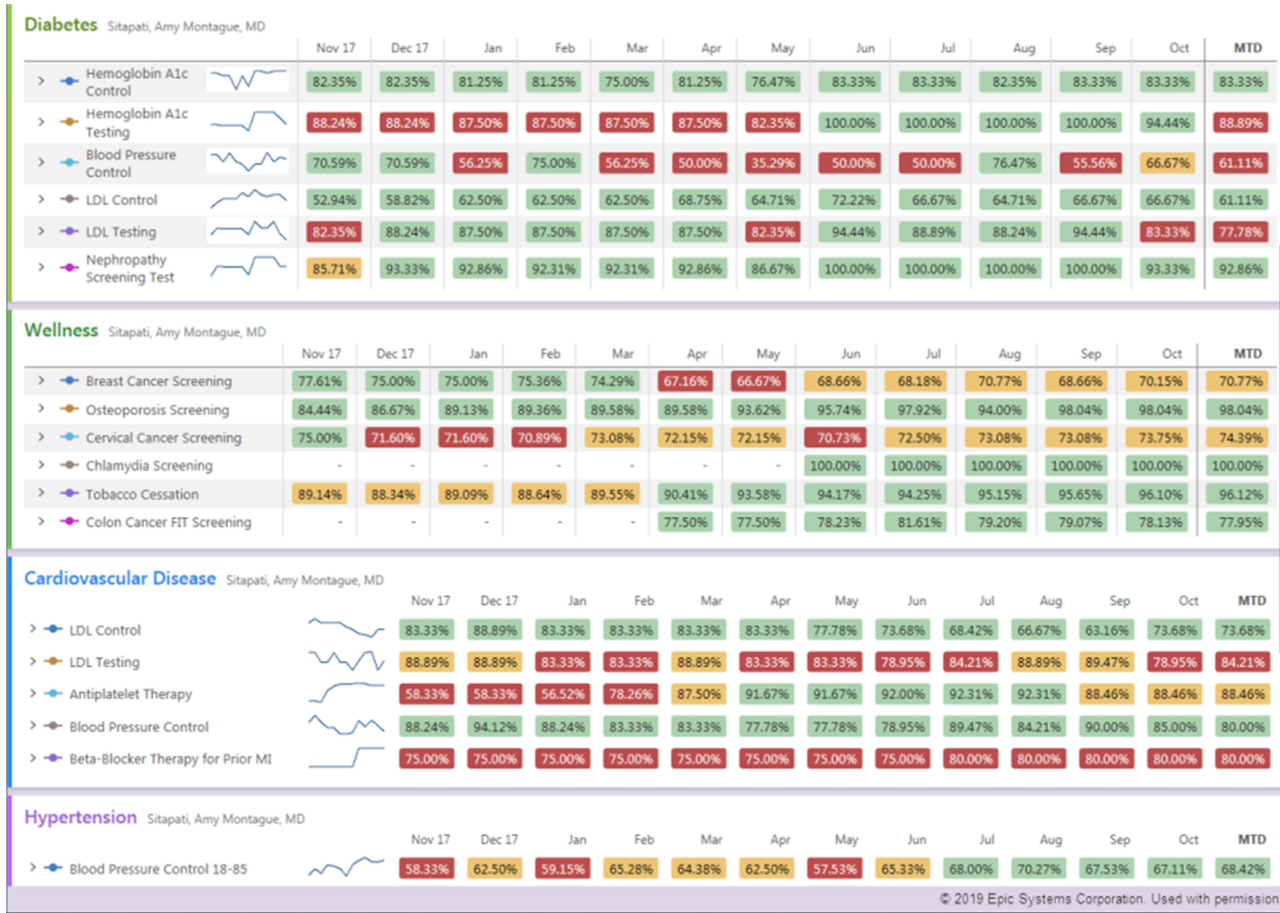 Diabetes Sitapati, Amy Montague, MD
Nov 17 Dec 17 Jan Feb Mar Apr May Jun Jul Aug Sep Oct MTD
Hemoglobin A1c
Control 82.35% 82.35% 81.25% 81.25% 75.00% 81.25% 76.47% 83.33% 83.33% 82.35% 83.33% 83.33% 83.33%
Hemoglobin A1c
Testing 88.24% 88.24% 87.50% 87.50% 87.50% 87.50% 82.35% 100.00% 100.00% 100.00% 100.00% 94.44% 88.89%
Blood Pressure
Control 70.59% 70.59% 56.25% 75.00% 56.25% 50.00% 35.29% 50.00% 50.00% 76.47% 55.56% 66.67% 61.11%
LDL Control 52.94% 58.82% 62.50% 62.50% 62.50% 68.75% 64.71% 72.22% 66.67% 64.71% 66.67% 66.67% 61.11%
LDL Testing 82.35% 88.24% 87.50% 87.50% 87.50% 87.50% 82.35% 94.44% 88.89% 88.24% 94.44% 83.33% 77.78%
Nephropathy
Screening Test 85.71% 93.33% 92.86% 92.31% 92.31% 92.86% 86.67% 100.00% 100.00% 100.00% 100.00% 93.33% 92.86%
Wellness Sitapati, Amy Montague, MD
Nov 17 Dec 17 Jan Feb Mar Apr May Jun Jul Aug Sep Oct MTD
Breast Cancer Screening 77.61% 75.00% 75.00% 75.36% 74.29% 67.16% 66.67% 68.66% 68.18% 70.77% 68.66% 70.15% 70.77%
Osteoporosis Screening 84.44% 86.67% 89.13% 89.36% 89.58% 89.58% 93.62% 95.74% 97.92% 94.00% 98.04% 98.04% 98.04%
Cervical Cancer Screening 75.00% 71.60% 71.60% 70.89% 73.08% 72.15% 72.15% 70.73% 72.50% 73.08% 73.08% 73.75% 74.39%
Chlamydia Screening - - - - - - - 100.00% 100.00% 100.00% 100.00% 100.00% 100.00%
Tobacco Cessation 89.14% 88.34% 89.09% 88.64% 89.55% 90.41% 93.58% 94.17% 94.25% 95.15% 95.65% 96.10% 96.12%
Colon Cancer FIT Screening - - - - - 77.50% 77.50% 78.23% 81.61% 79.20% 79.07% 78.13% 77.95%
Cardiovascular Disease Sitapati, Amy Montague, MD
Nov 17 Dec 17 Jan Feb Mar Apr May Jun Jul Aug Sep Oct MTD
LDL Control 83.33% 88.89% 83.33% 83.33% 83.33% 83.33% 77.78% 73.68% 68.42% 66.67% 63.16% 73.68% 73.68%
LDL Testing 88.89% 88.89% 83.33% 83.33% 88.89% 83.33% 83.33% 78.95% 84.21% 88.89% 89.47% 78.95% 84.21%
Antiplatelet Therapy 58.33% 58.33% 56.52% 78.26% 87.50% 91.67% 91.67% 92.00% 92.31% 92.31% 88.46% 88.46% 88.46%
Blood Pressure Control 88.24% 94.12% 88.24% 83.33% 83.33% 77.78% 77.78% 78.95% 89.47% 84.21% 90.00% 85.00% 80.00%
Beta-Blocker Therapy for Prior MI 75.00% 75.00% 75.00% 75.00% 75.00% 75.00% 75.00% 75.00% 80.00% 80.00% 80.00% 80.00% 80.00%
Hypertension Sitapati, Amy Montague, MD
Nov 17 Dec 17 Jan Feb Mar Apr May Jun Jul Aug Sep Oct MTD
Blood Pressure Control 18-85 58.33% 62.50% 59.15% 65.28% 64.38% 62.50% 57.53% 65.33% 68.00% 70.27% 67.53% 67.11% 68.42%
© 2019 Epic Systems Corporation. Used with permission